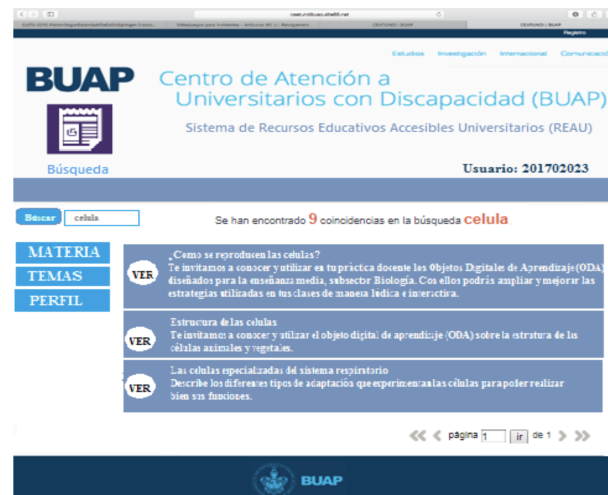 Registro
Estudios Investigación Internacional Comunicació
BUAP
Centro de Atención a
Universitarios con Discapacidad (BUAP)
Sistema de Recursos Educativos Accesibles Universitarios (REAU)
Búsqueda
Usuario: 201702023
Buscar celula
Se han encontrado 9 coincidencias en la búsqueda celula
MATERIA
TEMAS
PERFIL
VER
¿Como se reproducen las celulas?
Te invitamos a conocer y utilizar en tu práctica docente los Objetos Digitales de Aprendizaje (ODA)
diseñados para la enseñanza media, subsector Biología. Con ellos podrás ampliar y mejorar las
estrategias utilizadas en tus clases de manera lúdica e interactiva.
VER
Estructura de las celulas
Te invitamos a conocer y utilizar el objeto digital de aprendizaje (ODA) sobre la estrutura de las
células animales y vegetales.
VER
Las celulas especializadas del sistema respiratorio
Describe los diferentes tipos de adaptación que experimentan las células para poder realizar
bien sus funciones.
página 1 ir de 1
BUAP